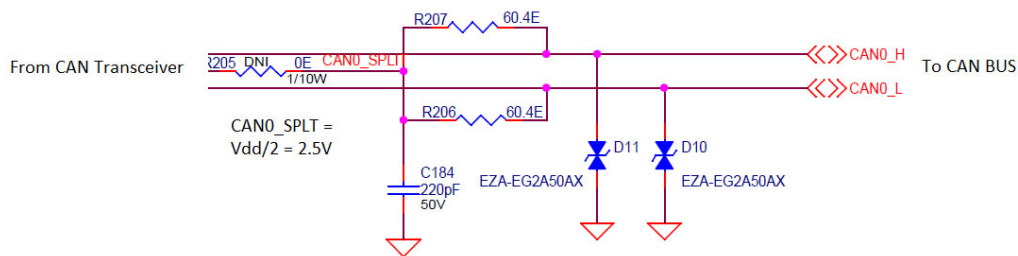 R207
60.4E
From CAN Transceiver
R205
DNI
0E
1/10W
CAN0_SPLT
CAN0_H
To CAN BUS
CAN0_L
R206
60.4E
CAN0_SPLT =
Vdd/2 = 2.5V
D11
D10
EZA-EG2A50AX
EZA-EG2A50AX
C184
220pF
50V